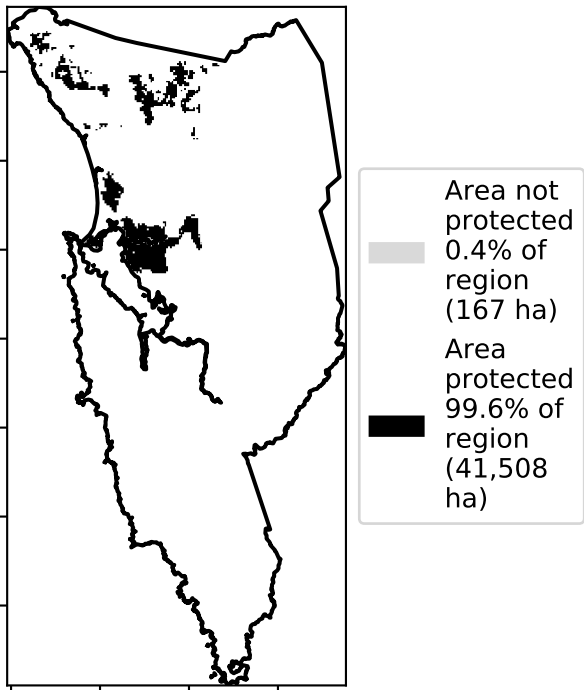 Area not
protected
0.4% of
region
(167 ha)
Area
protected
99.6% of
region
(41,508
ha)